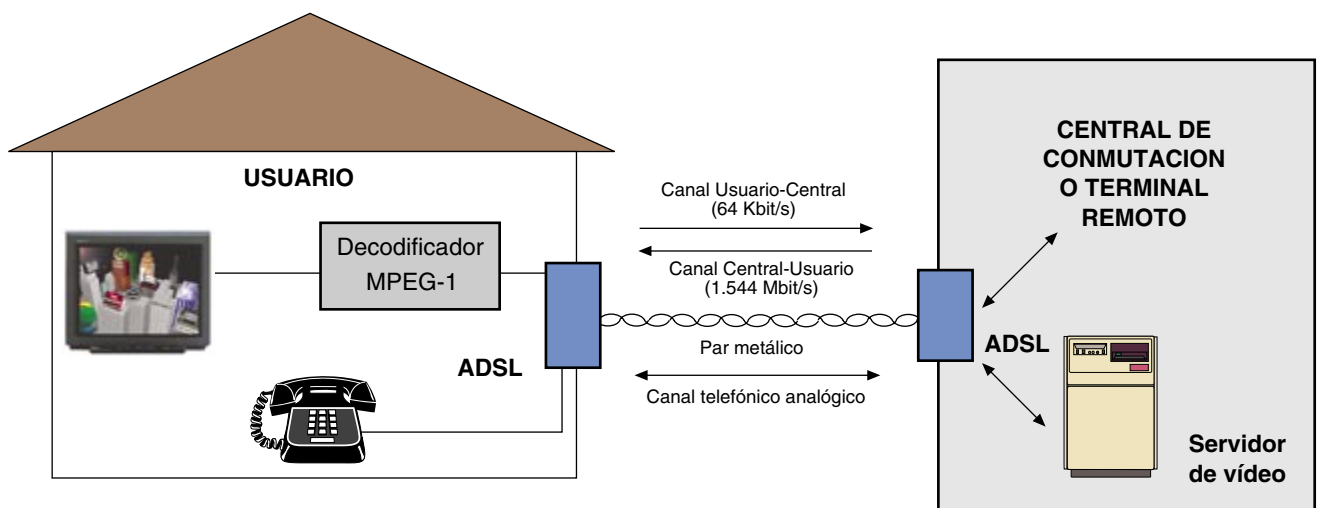 USUARIO
Decodificador
MPEG-1
ADSL
Canal Usuario-Central
(64 Kbit/s)
Canal Central-Usuario
(1.544 Mbit/s)
Par metálico
Canal telefónico analógico
CENTRAL DE
CONMUTACION
O TERMINAL
REMOTO
ADSL
Servidor
de vídeo